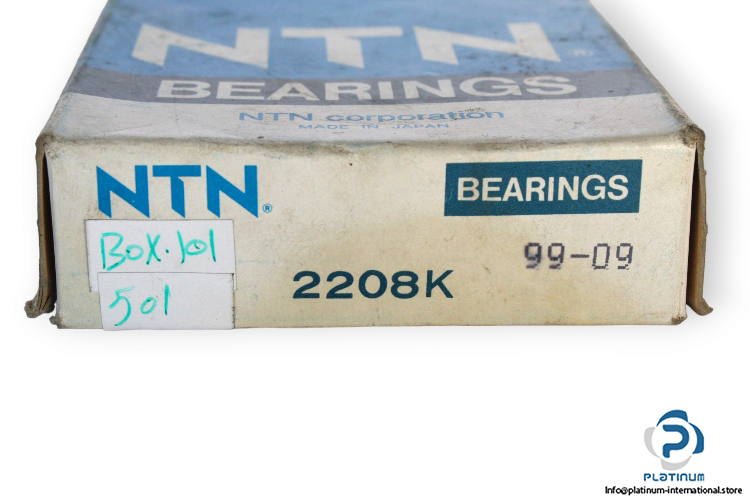 NTN®
BEARINGS
NTN corporation
MADE IN JAPAN
NTN®
BEARINGS
BOX.101
99-09
2208K
501
PLATINUM
Info@platinum-international.store